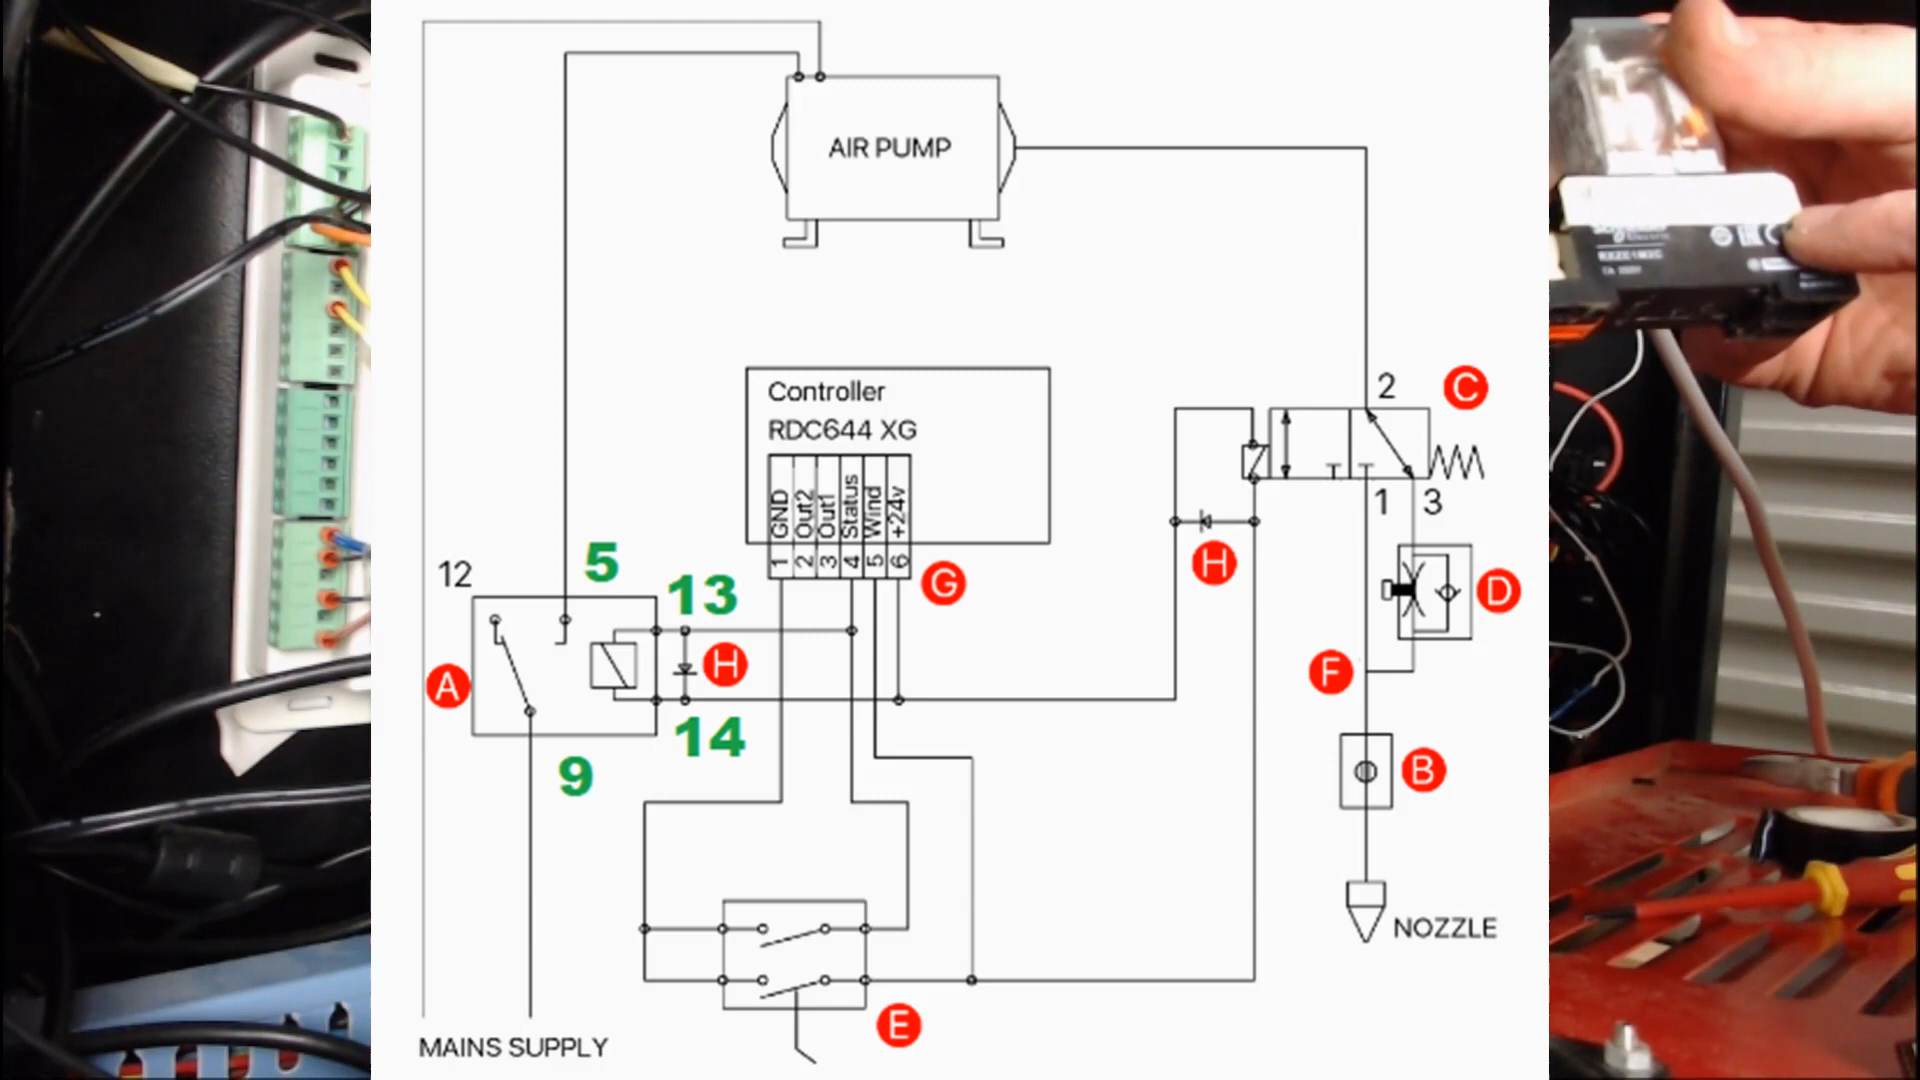 AIR PUMP
Controller
RDC644 XG
GND
Out2
Out1
Status
Wind
+24v
1
2
3
4
5
6
G
2
C
1
3
H
D
12
5
13
H
A
14
9
F
B
NOZZLE
E
MAINS SUPPLY